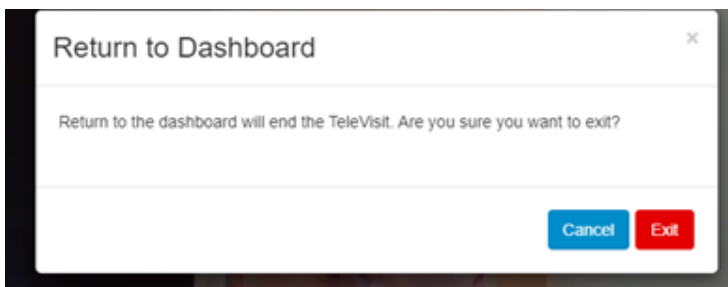 Return to Dashboard
×
Return to the dashboard will end the TeleVisit. Are you sure you want to exit?
Cancel Exit